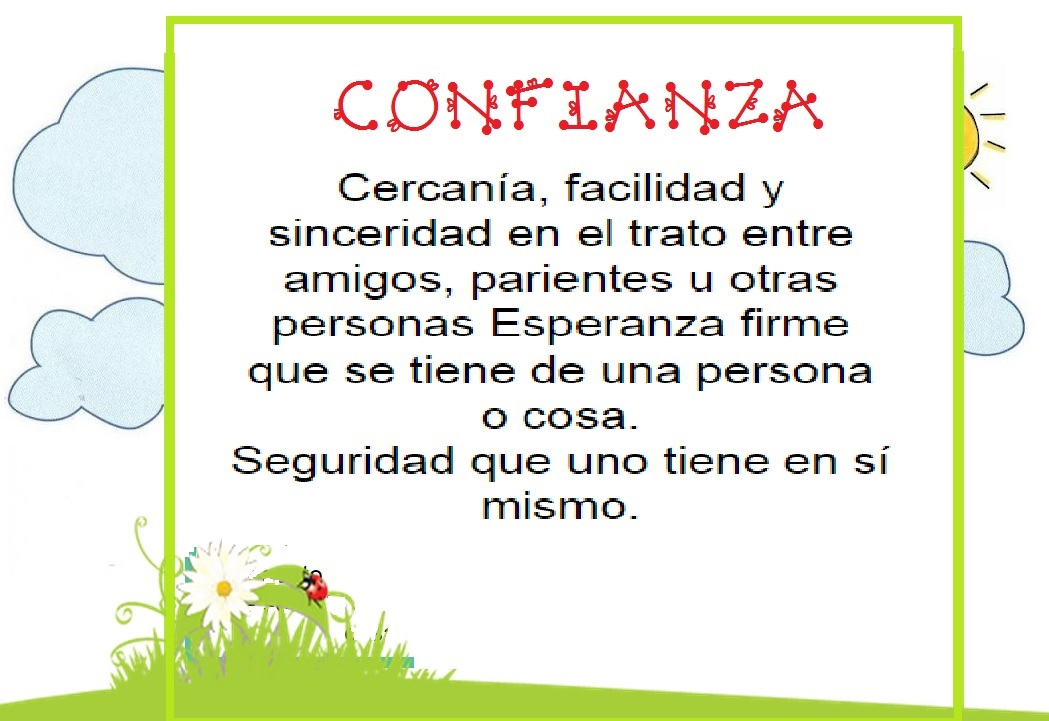 CONFIANZA
Cercanía, facilidad y
sinceridad en el trato entre
amigos, parientes u otras
personas Esperanza firme
que se tiene de una persona
o cosa.
Seguridad que uno tiene en sí
mismo.